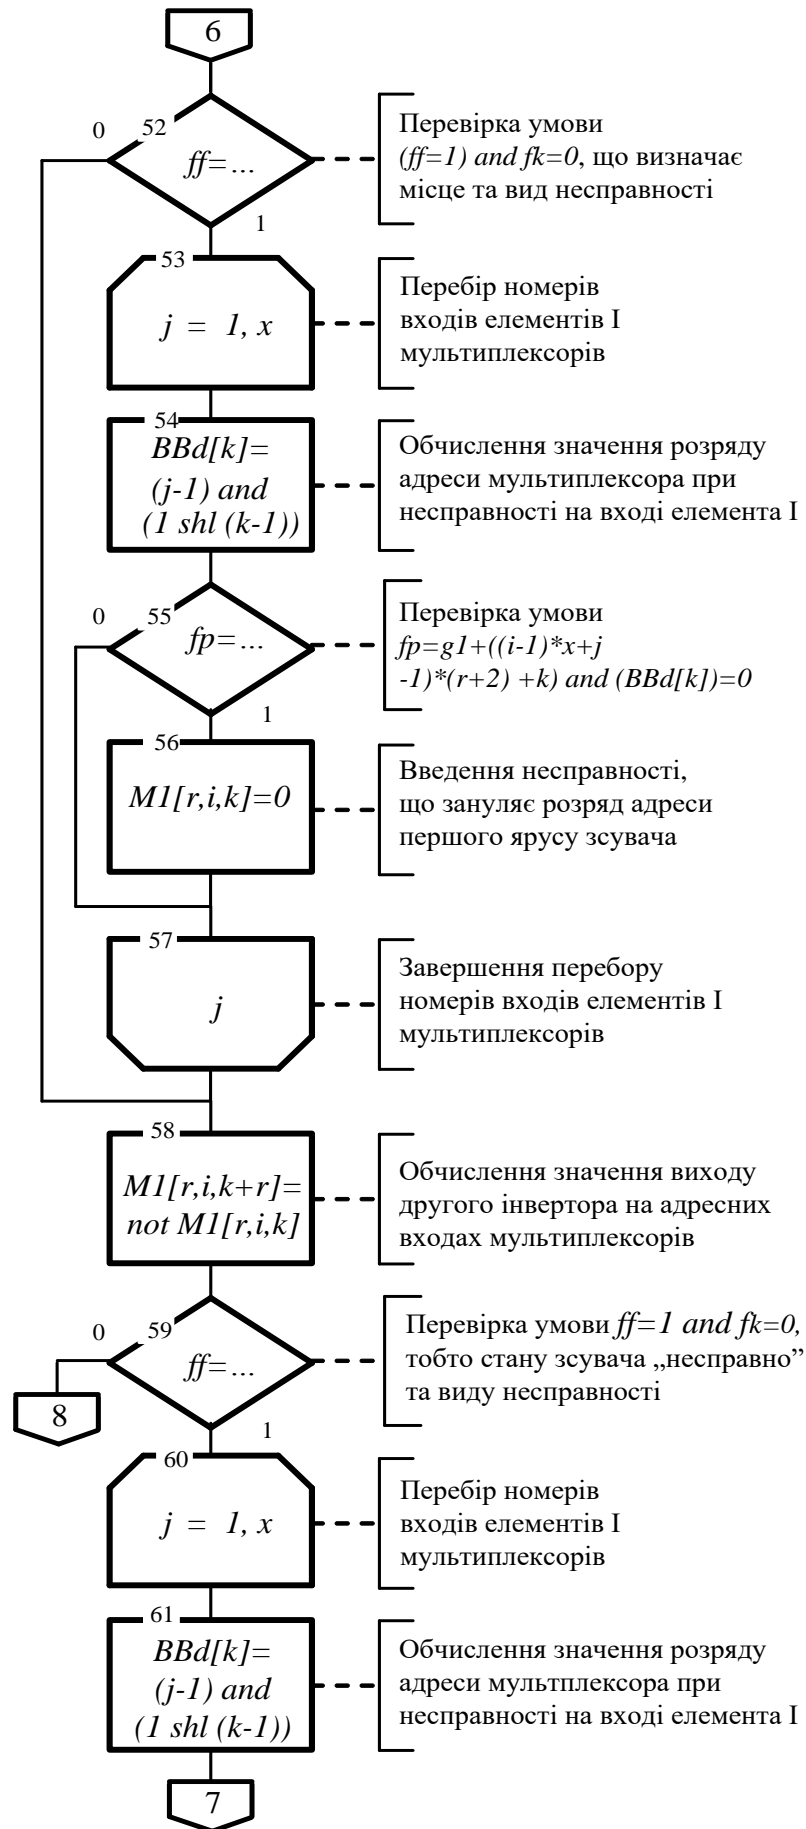 6
0
52
ff=...
1
Перевірка умови
(ff=1) and fk=0, що визначає
місце та вид несправності
53
j = 1, x
Перебір номерів
входів елементів І
мультиплексорів
54
BBd[k]=
(j-1) and
(1 shl (k-1))
Обчислення значення розряду
адреси мультиплексора при
несправності на вході елемента І
0
55
fp=...
1
Перевірка умови
fp=g1+((i-1)*x+j
-1)*(r+2) +k) and (BBd[k])=0
56
M1[r,i,k]=0
Введення несправності,
що зануляє розряд адреси
першого ярусу зсувача
57
j
Завершення перебору
номерів входів елементів І
мультиплексорів
58
M1[r,i,k+r]=
not M1[r,i,k]
Обчислення значення виходу
другого інвертора на адресних
входах мультиплексорів
0
59
ff=...
1
8
Перевірка умови ff=1 and fk=0,
тобто стану зсувача „несправно”
та виду несправності
60
j = 1, x
Перебір номерів
входів елементів І
мультиплексорів
61
BBd[k]=
(j-1) and
(1 shl (k-1))
Обчислення значення розряду
адреси мультплексора при
несправності на вході елемента І
7